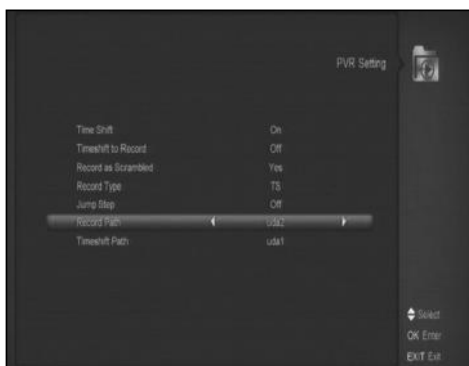 PVR Setting
Time Shift On
Timeshift to Record Off
Record as Scrambled Yes
Record Type TS
Jump Step Off
Record Path uda2
Timeshift Path uda1
Select
OK Enter
EXIT Exit